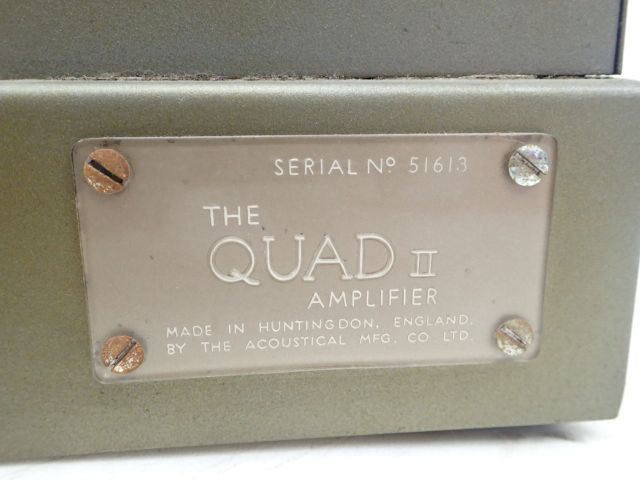 SERIAL Nº 51613
THE
QUAD II
AMPLIFIER
MADE IN HUNTINGDON, ENGLAND,
BY THE ACOUSTICAL MFG. CO LTD.